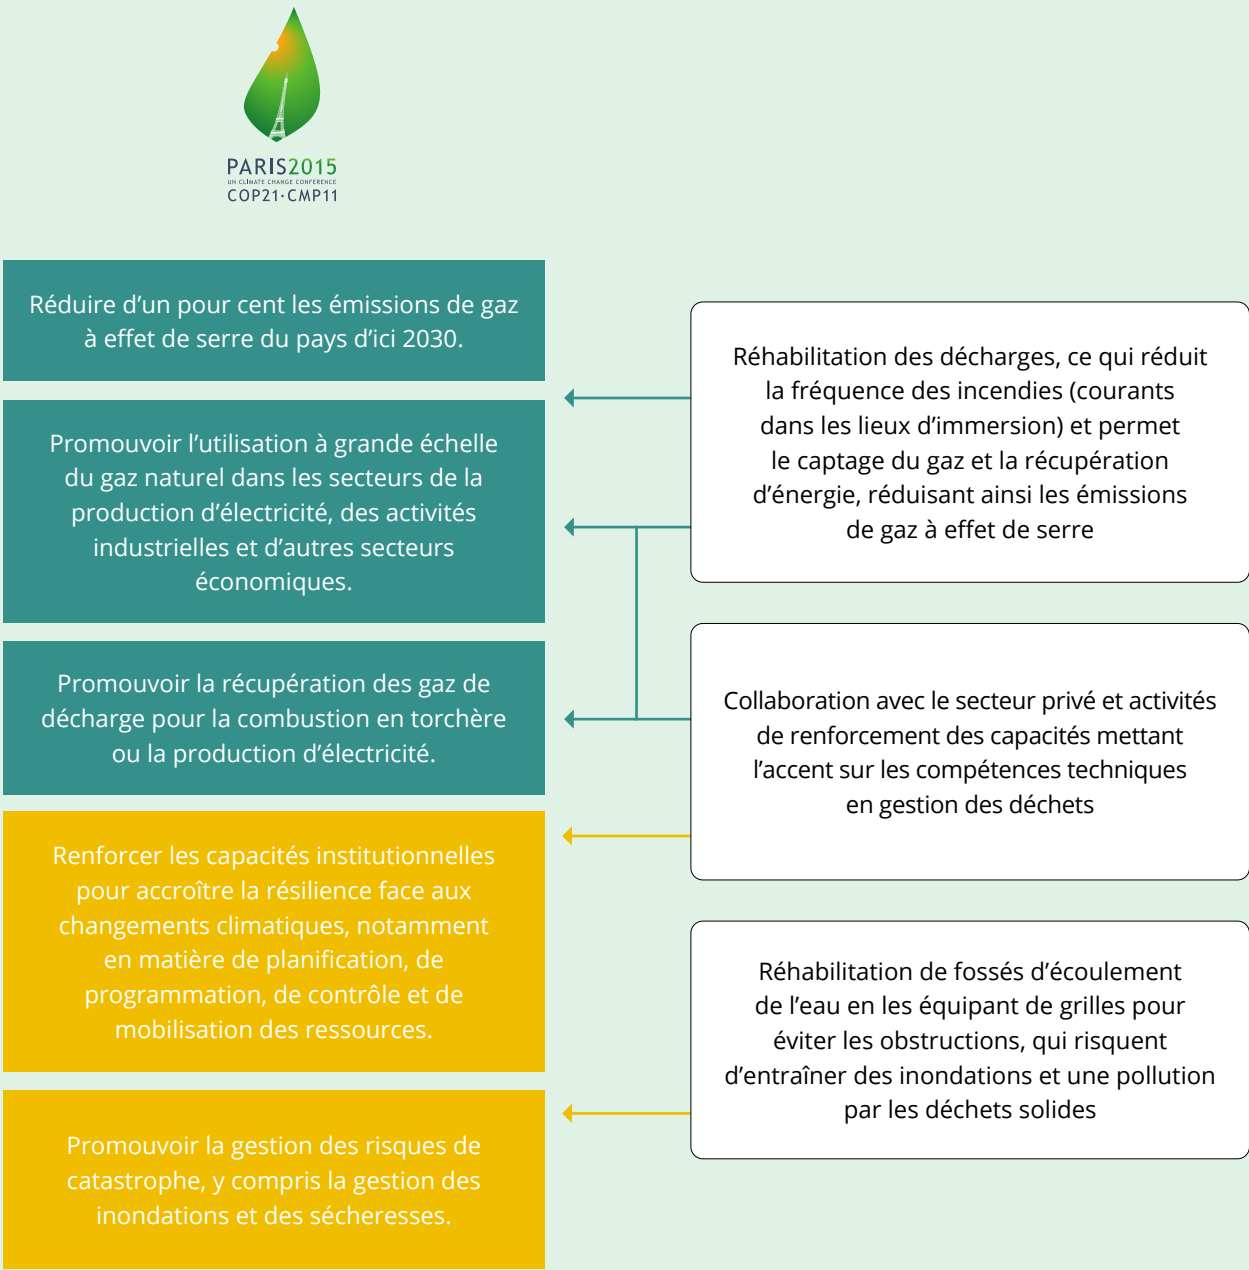 PARIS2015
UN CLIMATE CHANGE CONFERENCE
COP21·CMP11
Réduire d’un pour cent les émissions de gaz
à effet de serre du pays d’ici 2030.
Promouvoir l’utilisation à grande échelle
du gaz naturel dans les secteurs de la
production d’électricité, des activités
industrielles et d’autres secteurs
économiques.
Promouvoir la récupération des gaz de
décharge pour la combustion en torchère
ou la production d’électricité.
Renforcer les capacités institutionnelles
pour accroître la résilience face aux
changements climatiques, notamment
en matière de planification, de
programmation, de contrôle et de
mobilisation des ressources.
Promouvoir la gestion des risques de
catastrophe, y compris la gestion des
inondations et des sécheresses.
Réhabilitation des décharges, ce qui réduit
la fréquence des incendies (courants
dans les lieux d’immersion) et permet
le captage du gaz et la récupération
d’énergie, réduisant ainsi les émissions
de gaz à effet de serre
Collaboration avec le secteur privé et activités
de renforcement des capacités mettant
l’accent sur les compétences techniques
en gestion des déchets
Réhabilitation de fossés d’écoulement
de l’eau en les équipant de grilles pour
éviter les obstructions, qui risquent
d’entraîner des inondations et une pollution
par les déchets solides